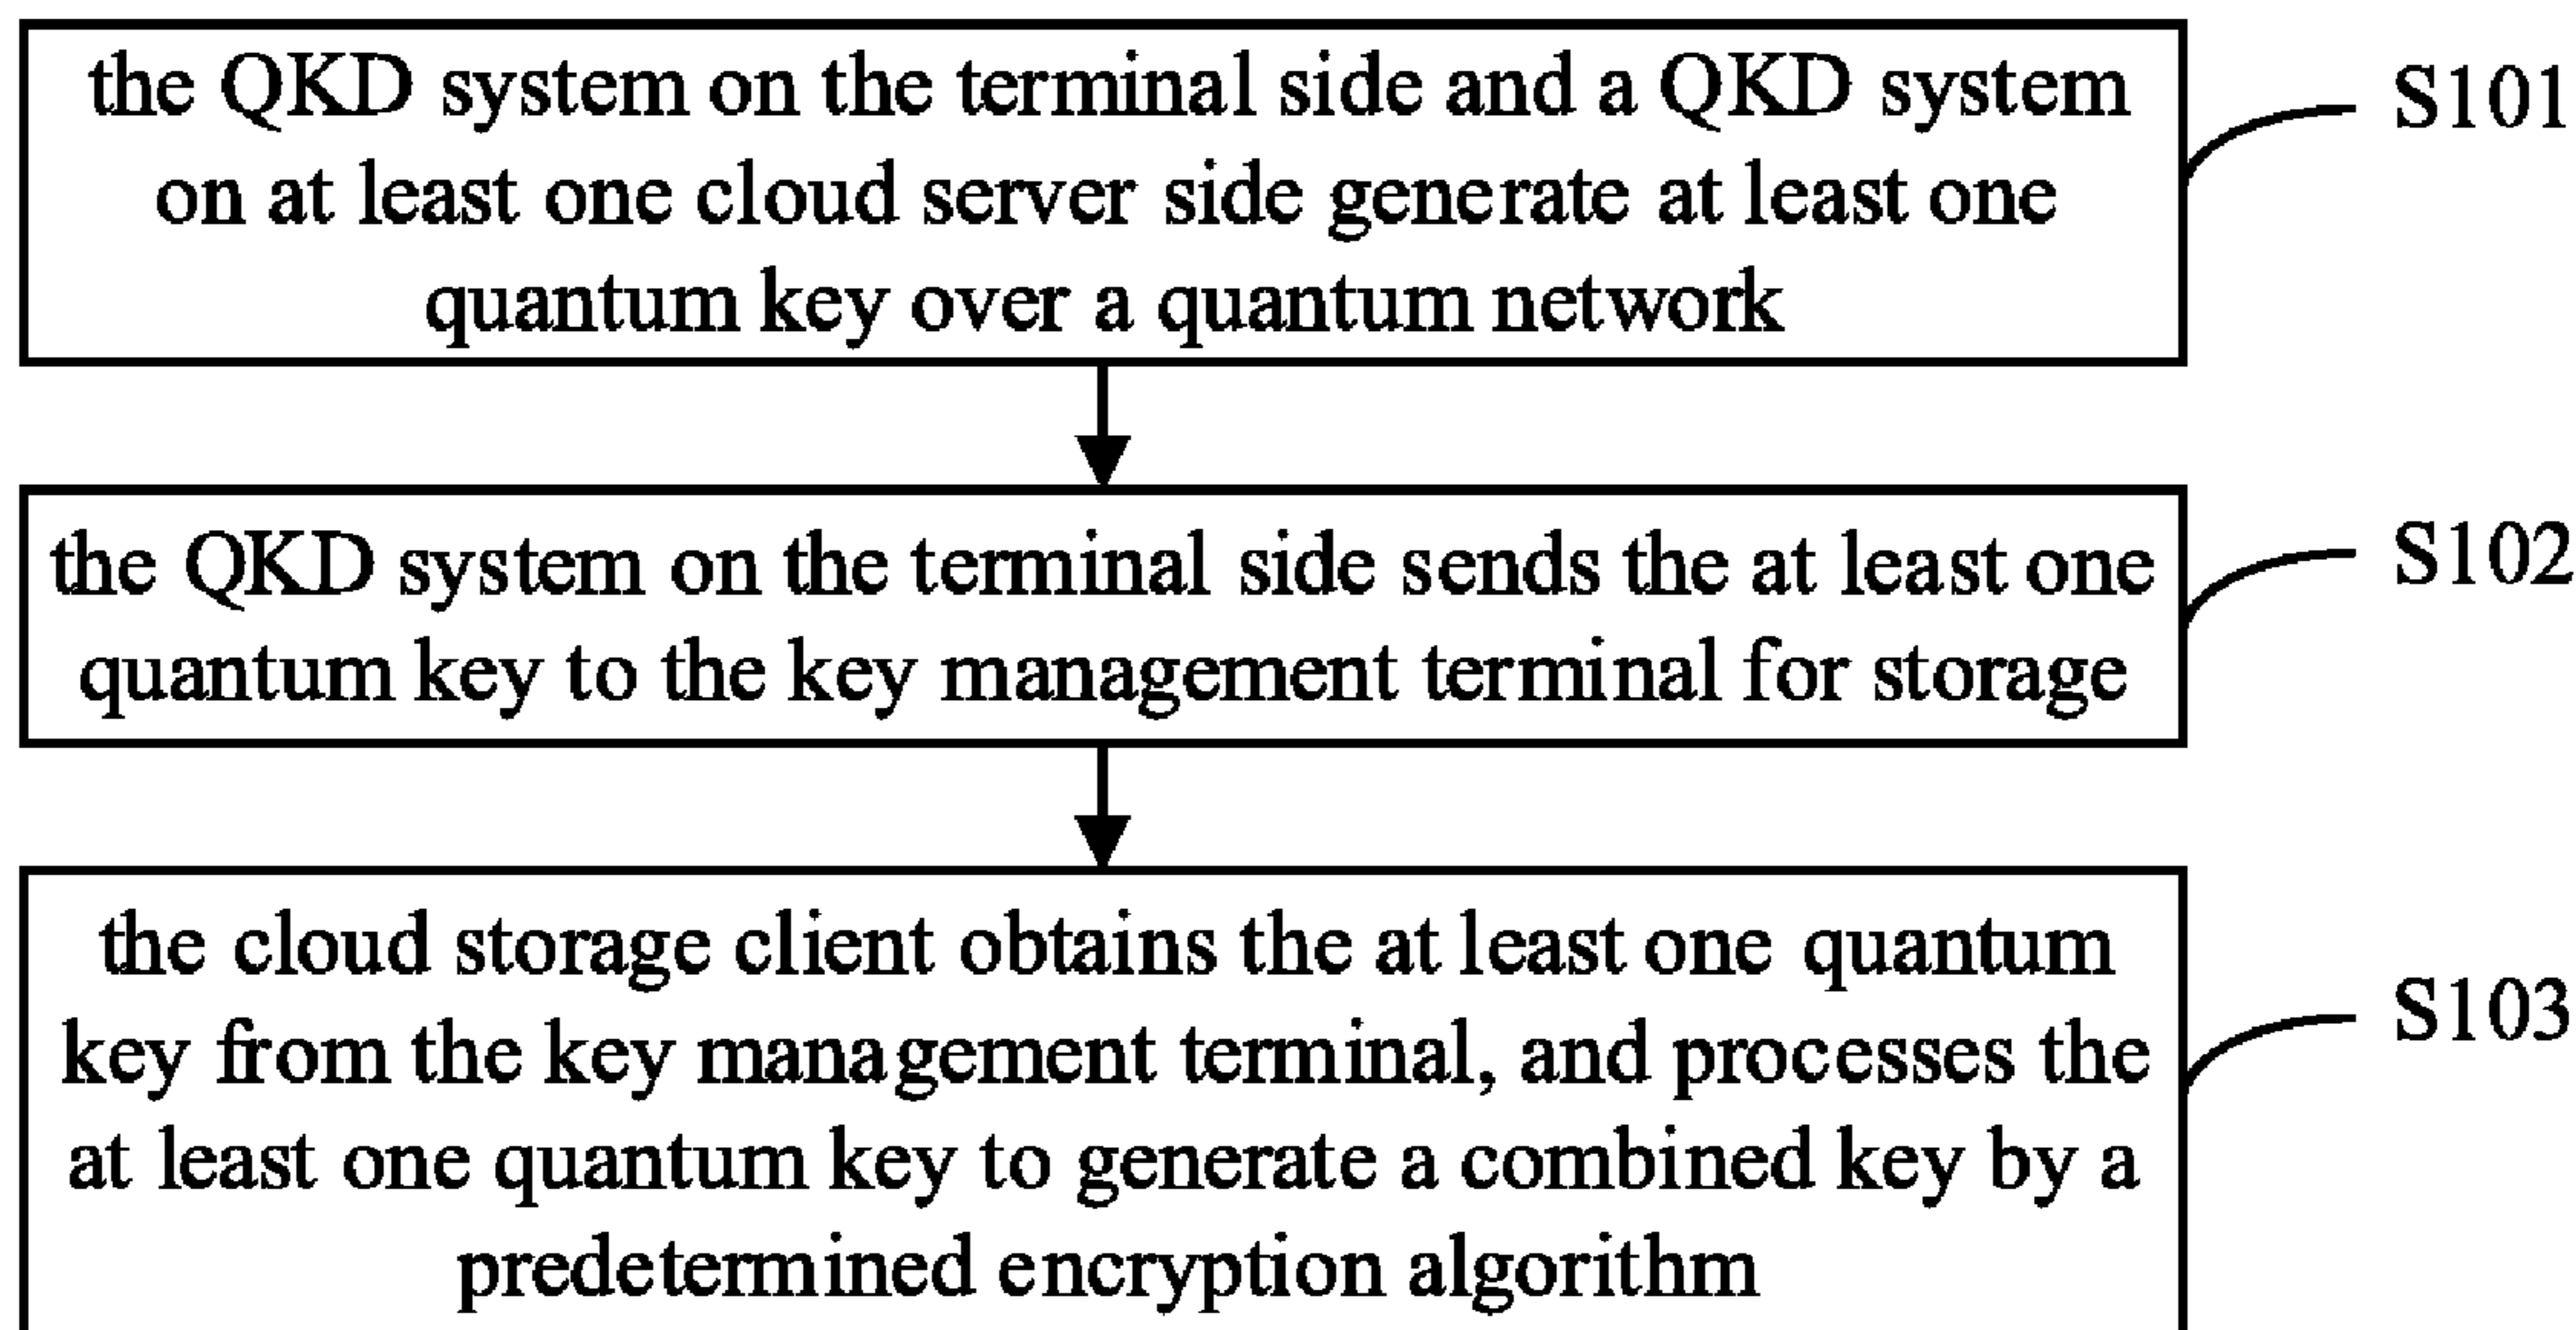 the QKD system on the terminal side and a QKD system
on at least one cloud server side generate at least one
quantum key over a quantum network
S101
the QKD system on the terminal side sends the at least one
quantum key to the key management terminal for storage
S102
the cloud storage client obtains the at least one quantum
key from the key management terminal, and processes the
at least one quantum key to generate a combined key by a
predetermined encryption algorithm
S103